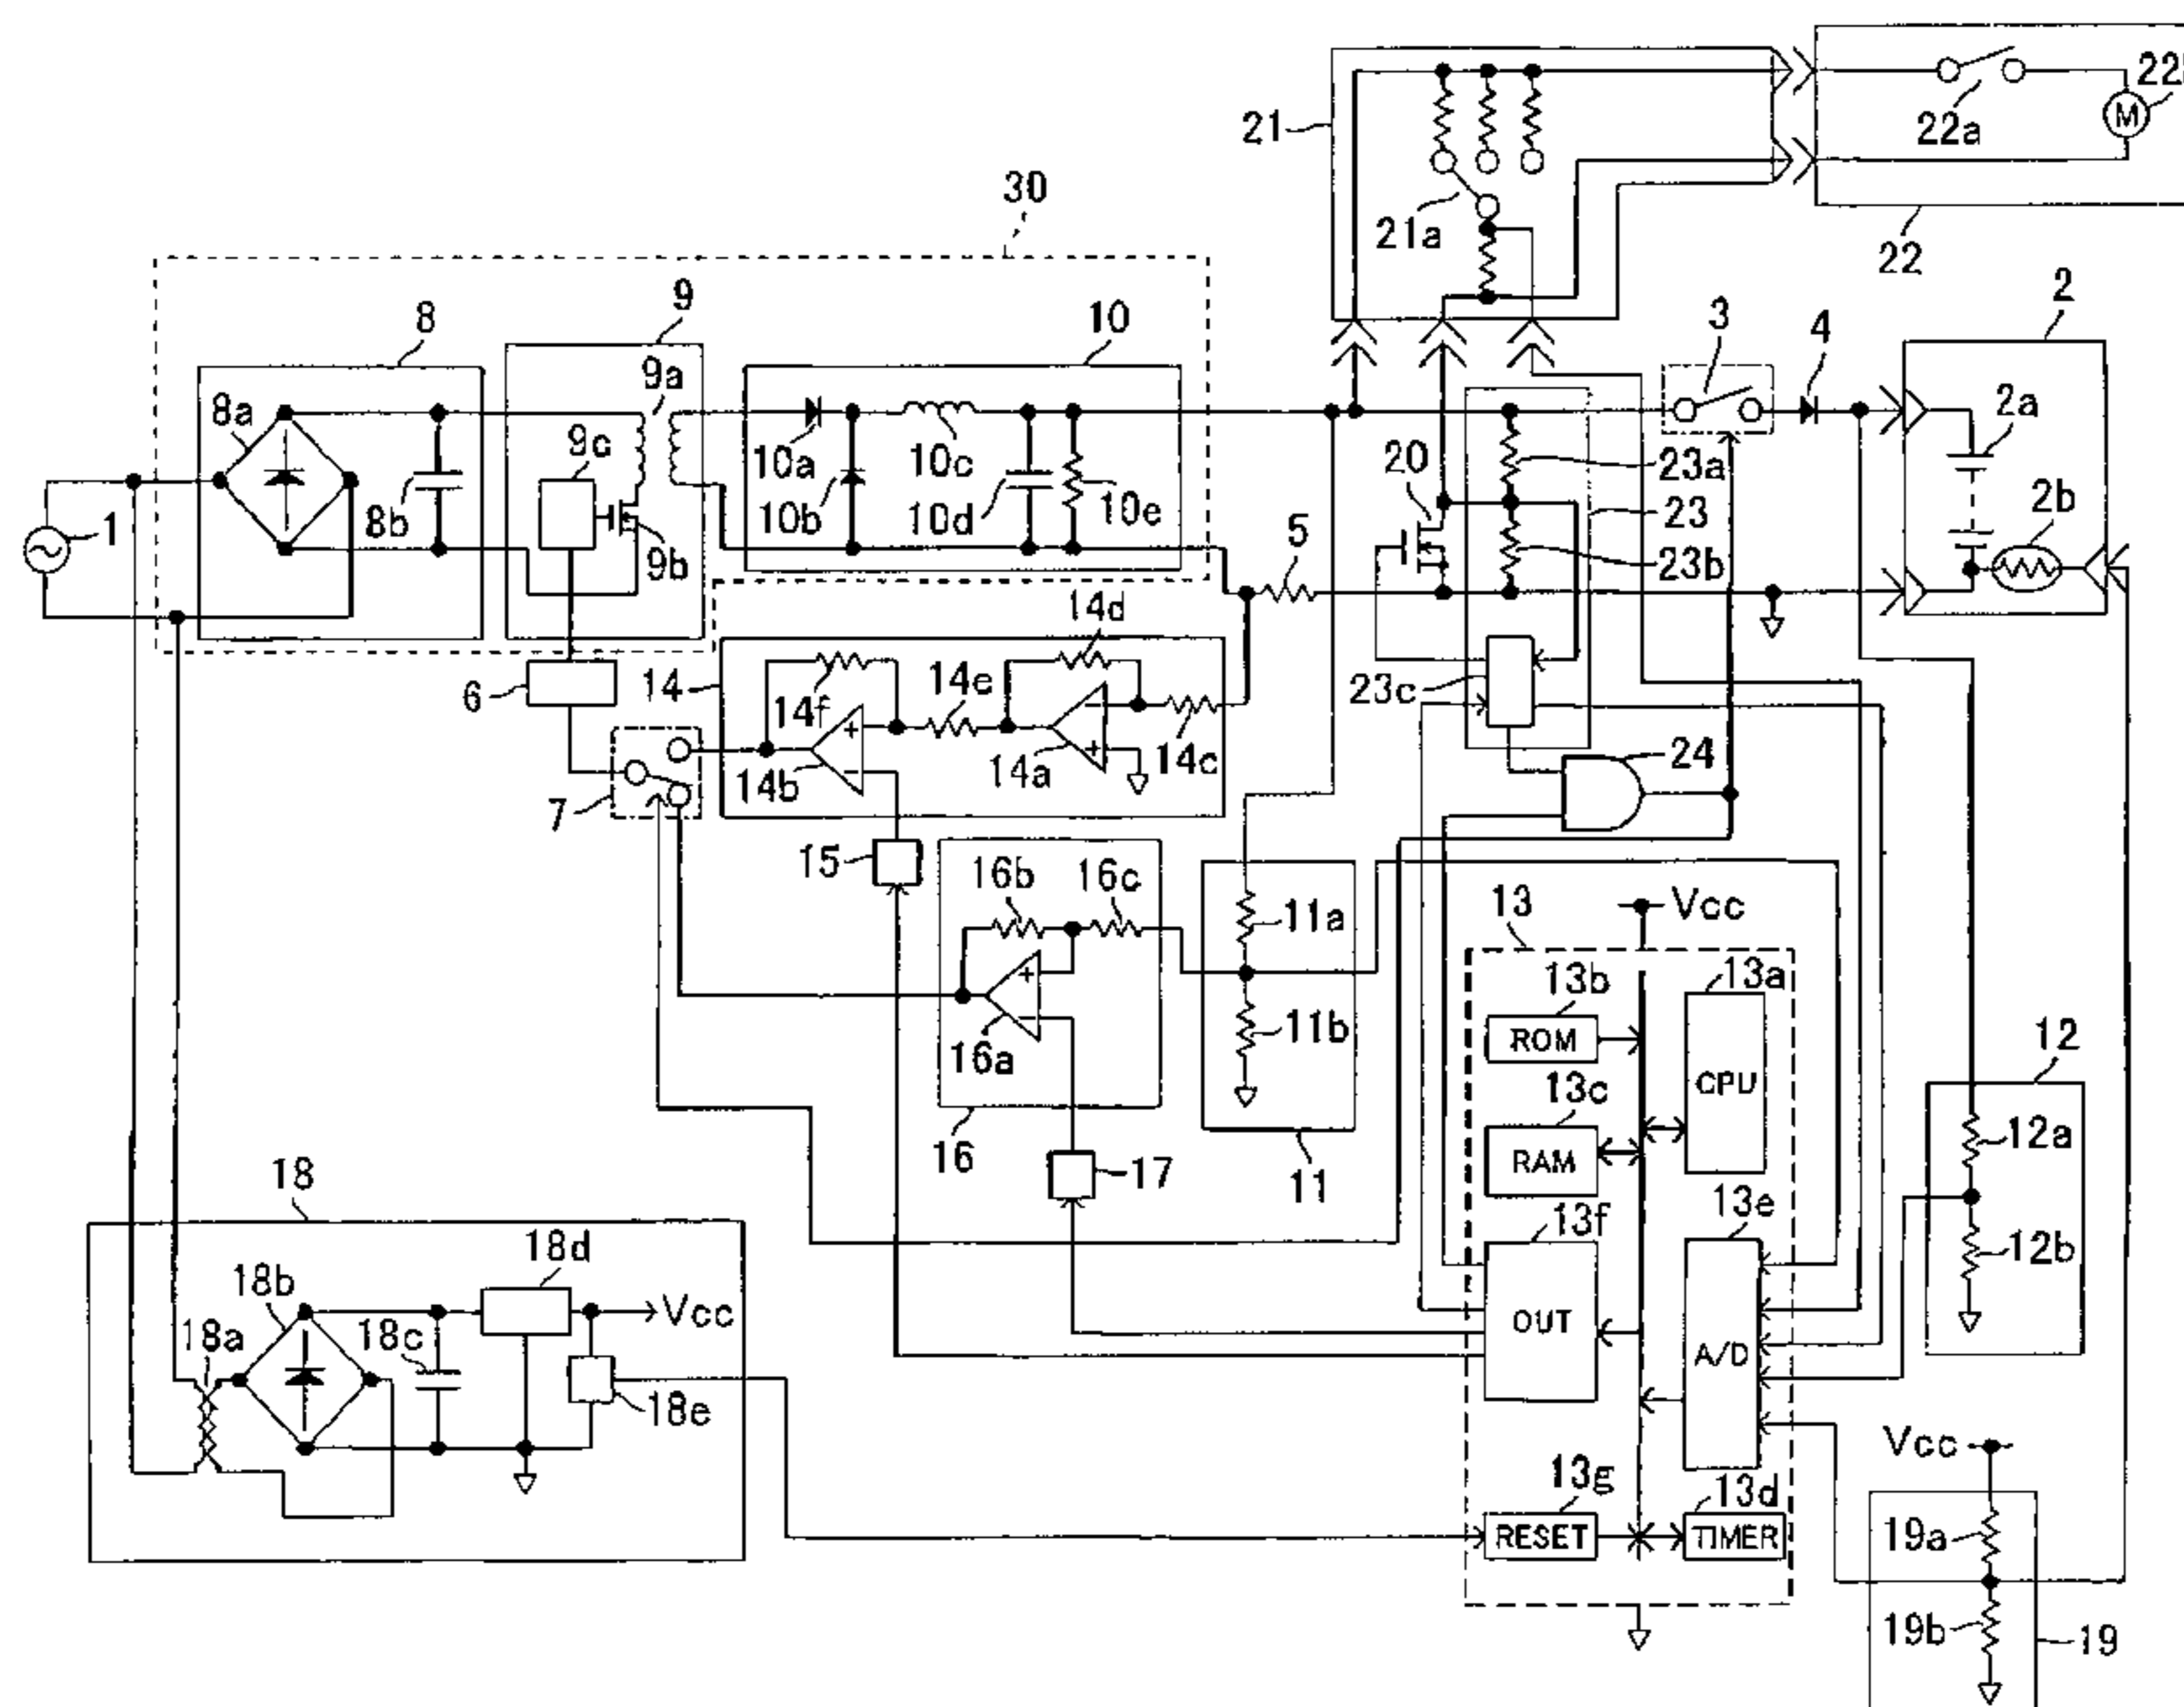 22
21
22a
M
21a
22
30
2
9
3
4
8
10
9a
8a
2a
9c
20
10a
10c
23a
2b
8b
10b
10d
10e
23
1
9b
5
23b
14d
6
14
14e
14f
23c
14a
14c
24
14b
7
15
16b
16c
13
Vcc
11a
13b
13a
ROM
11b
16a
12
13c
CPU
16
12a
RAM
17
11
18
13e
13f
18d
12b
18b
Vcc
OUT
18a
18c
A/D
18e
Vcc
13g
13d
RESET
TIMER
19a
19b
19